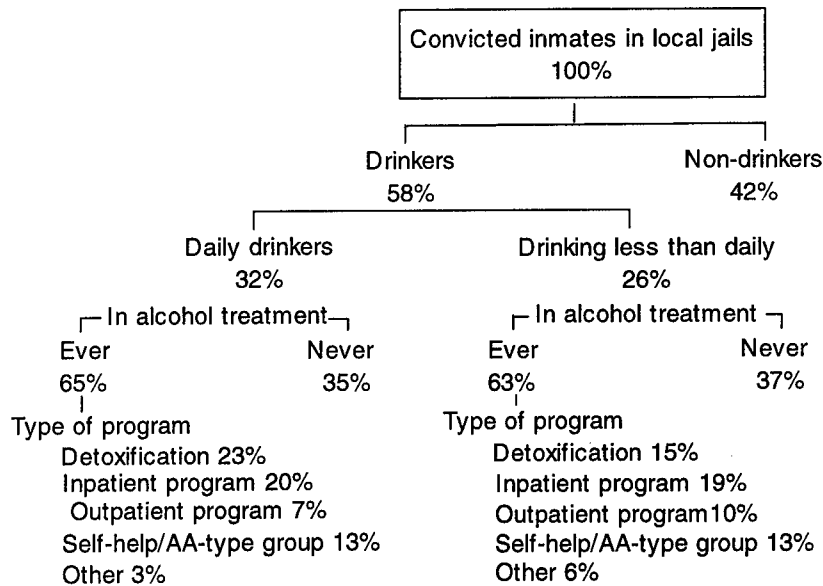 Convicted inmates in local jails
100%
Drinkers
58%
Non-drinkers
42%
Daily drinkers
32%
Drinking less than daily
26%
In alcohol treatment
Ever
65%
Never
35%
Type of program
Detoxification 23%
Inpatient program 20%
Outpatient program 7%
Self-help/AA-type group 13%
Other 3%
In alcohol treatment
Ever
63%
Never
37%
Type of program
Detoxification 15%
Inpatient program 19%
Outpatient program10%
Self-help/AA-type group 13%
Other 6%